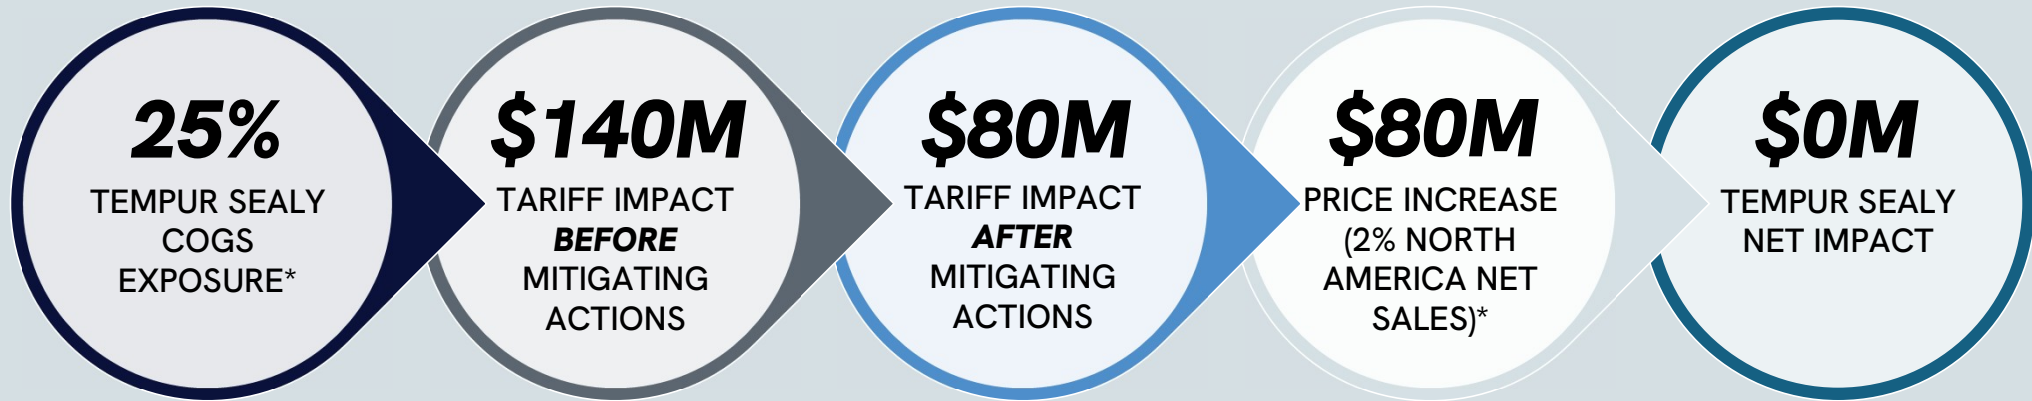 25%
TEMPUR SEALY
COGS
EXPOSURE*
$140M
TARIFF IMPACT
BEFORE
MITIGATING
ACTIONS
$80M
TARIFF IMPACT
AFTER
MITIGATING
ACTIONS
$80M
PRICE INCREASE
(2% NORTH
AMERICA NET
SALES)*
$0M
TEMPUR SEALY
NET IMPACT